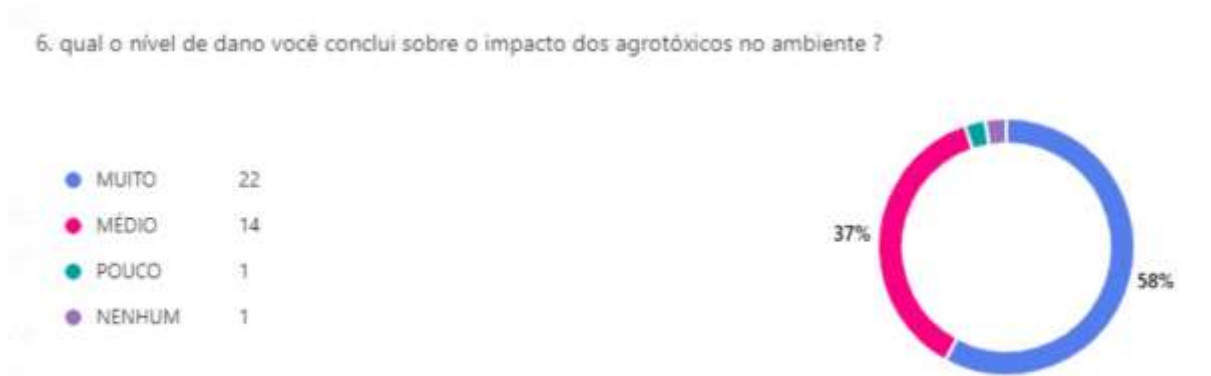 6. qual o nível de dano você conclui sobre o impacto dos agrotóxicos no ambiente ?
MUITO 22
MÉDIO 14
POUCO 1
NENHUM 1
37%
58%